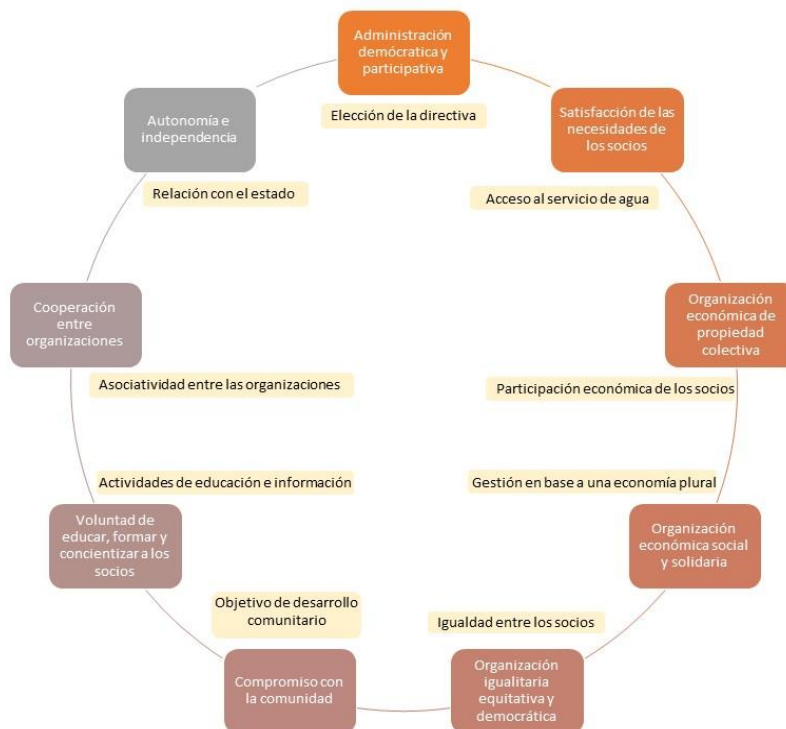 Administración
demócratica y
participativa
Elección de la directiva
Satisfacción de las
necesidades de
los socios
Acceso al servicio de agua
Organización
económica de
propiedad
colectiva
Participación económica de los socios
Gestión en base a una economía plural
Organización
económica social
y solidaria
Igualdad entre los socios
Organización
igualitaria
equitativa y
democrática
Objetivo de desarrollo
comunitario
Compromiso con
la comunidad
Actividades de educación e información
Voluntad de
educar, formar y
concientizar a los
socios
Asociatividad entre las organizaciones
Cooperación
entre
organizaciones
Relación con el estado
Autonomía e
independencia